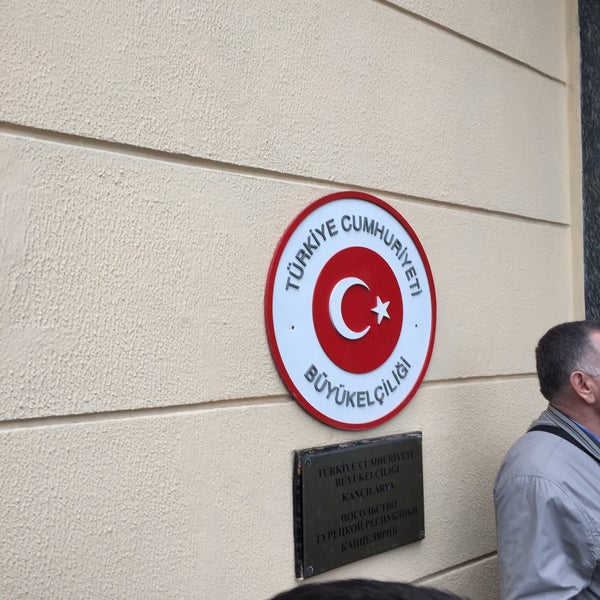 TÜRKİYE CUMHURİYETİ
BÜYÜKELÇİLİĞİ
TÜRKİYE CUMHURİYETİ
BÜYÜKELÇİLİĞİ
KANÇILARYA
ПОСОЛЬСТВО
ТУРЕЦКОЙ РЕСПУБЛИКИ
КАНЦЕЛЯРИЯ